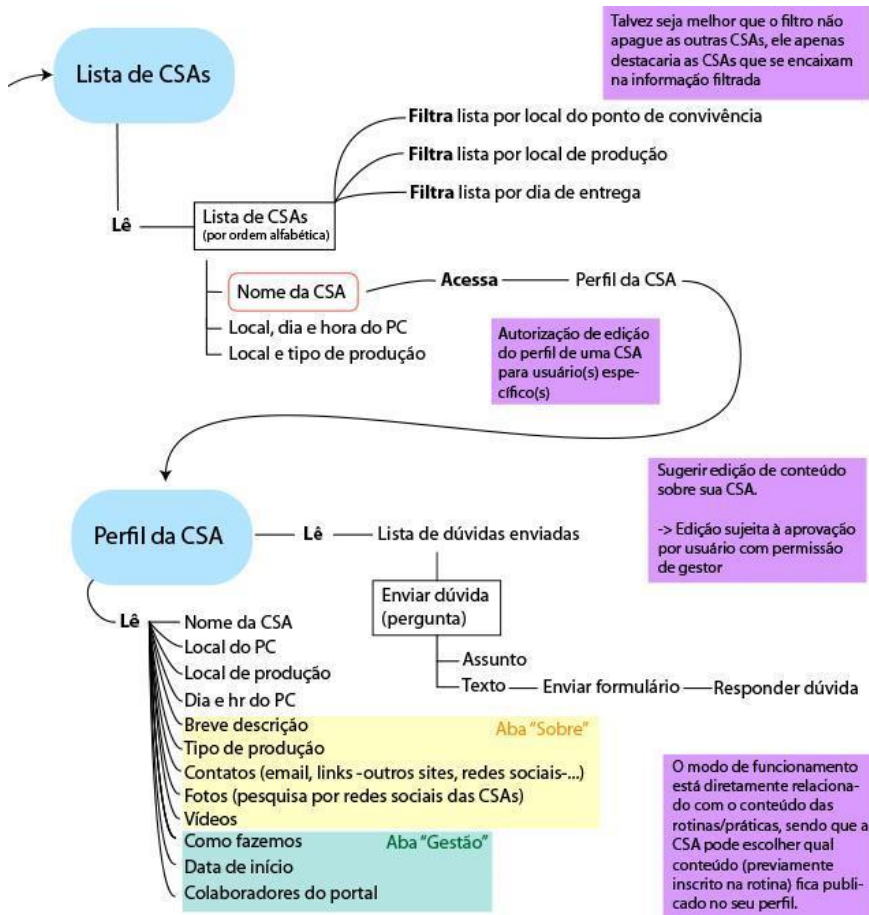 Talvez seja melhor que o filtro não
apague as outras CSAs, ele apenas
destacaria as CSAs que se encaixam
na informação filtrada
Lista de CSAs
Filtra lista por local do ponto de convivência
Filtra lista por local de produção
Filtra lista por dia de entrega
Lê
Lista de CSAs
(por ordem alfabética)
Nome da CSA
Acessa
Perfil da CSA
Local, dia e hora do PC
Local e tipo de produção
Autorização de edição
do perfil de uma CSA
para usuário(s) espe-
cífico(s)
Sugerir edição de conteúdo
sobre sua CSA.
-> Edição sujeita à aprovação
por usuário com permissão
de gestor
Perfil da CSA
Lê
Lista de dúvidas enviadas
Enviar dúvida
(pergunta)
Assunto
Texto
Enviar formulário
Responder dúvida
Lê
Nome da CSA
Local do PC
Local de produção
Dia e hr do PC
Breve descrição
Aba "Sobre"
Tipo de produção
Contatos (email, links -outros sites, redes sociais-...)
Fotos (pesquisa por redes sociais das CSAs)
Vídeos
Como fazemos
Aba "Gestão"
Data de início
Colaboradores do portal
O modo de funcionamento
está diretamente relaciona-
do com o conteúdo das
rotinas/práticas, sendo que a
CSA pode escolher qual
conteúdo (previamente
inscrito na rotina) fica publi-
cado no seu perfil.